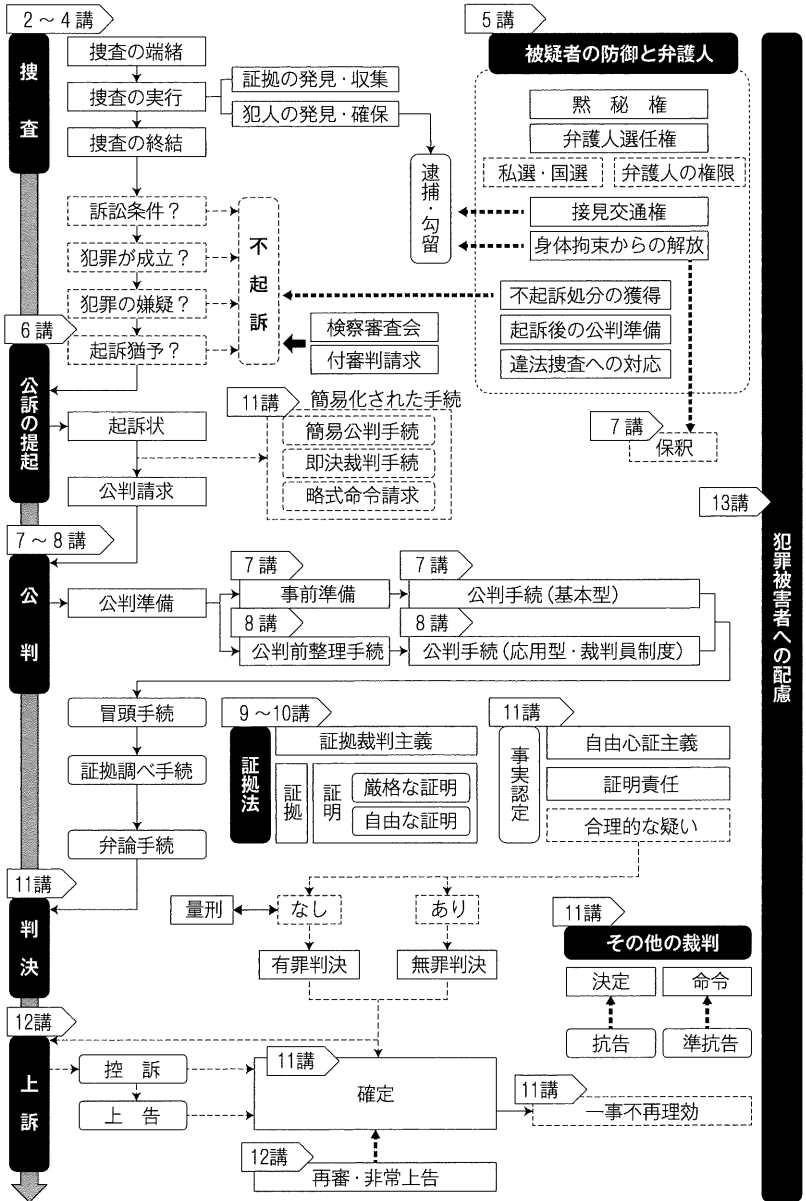 2～4講
捜査
捜査の端緒
捜査の実行
捜査の終結
証拠の発見・収集
犯人の発見・確保
逮捕・勾留
訴訟条件？
犯罪が成立？
犯罪の嫌疑？
起訴猶予？
不起訴
検察審査会
付審判請求
5講
被疑者の防御と弁護人
黙秘権
弁護人選任権
私選・国選
弁護人の権限
接見交通権
身体拘束からの解放
不起訴処分の獲得
起訴後の公判準備
違法捜査への対応
7講
保釈
13講
犯罪被害者への配慮
6講
公訴の提起
起訴状
公判請求
11講
簡易化された手続
簡易公判手続
即決裁判手続
略式命令請求
7～8講
公判
公判準備
7講
事前準備
7講
公判手続（基本型）
8講
公判前整理手続
8講
公判手続（応用型・裁判員制度）
冒頭手続
証拠調べ手続
弁論手続
9～10講
証拠法
証拠裁判主義
証拠
証明
厳格な証明
自由な証明
11講
事実認定
自由心証主義
証明責任
合理的な疑い
11講
判決
量刑
なし
あり
有罪判決
無罪判決
11講
その他の裁判
決定
命令
抗告
準抗告
12講
上訴
控訴
上告
11講
確定
11講
一事不再理効
12講
再審・非常上告